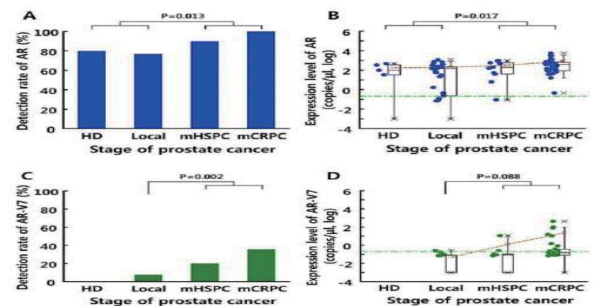 A
P=0.013
Detection rate of AR (%)
100
80
60
40
20
0
HD Local mHSPC mCRPC
Stage of prostate cancer
B
P=0.017
Expression level of AR
(copies/μl, log)
6
4
2
0
-2
-4
HD Local mHSPC mCRPC
Stage of prostate cancer
C
P=0.002
Detection rate of AR-V7 (%)
100
80
60
40
20
0
HD Local mHSPC mCRPC
Stage of prostate cancer
D
P=0.088
Expression level of AR-V7
(copies/μl, log)
6
4
2
0
-2
-4
HD Local mHSPC mCRPC
Stage of prostate cancer